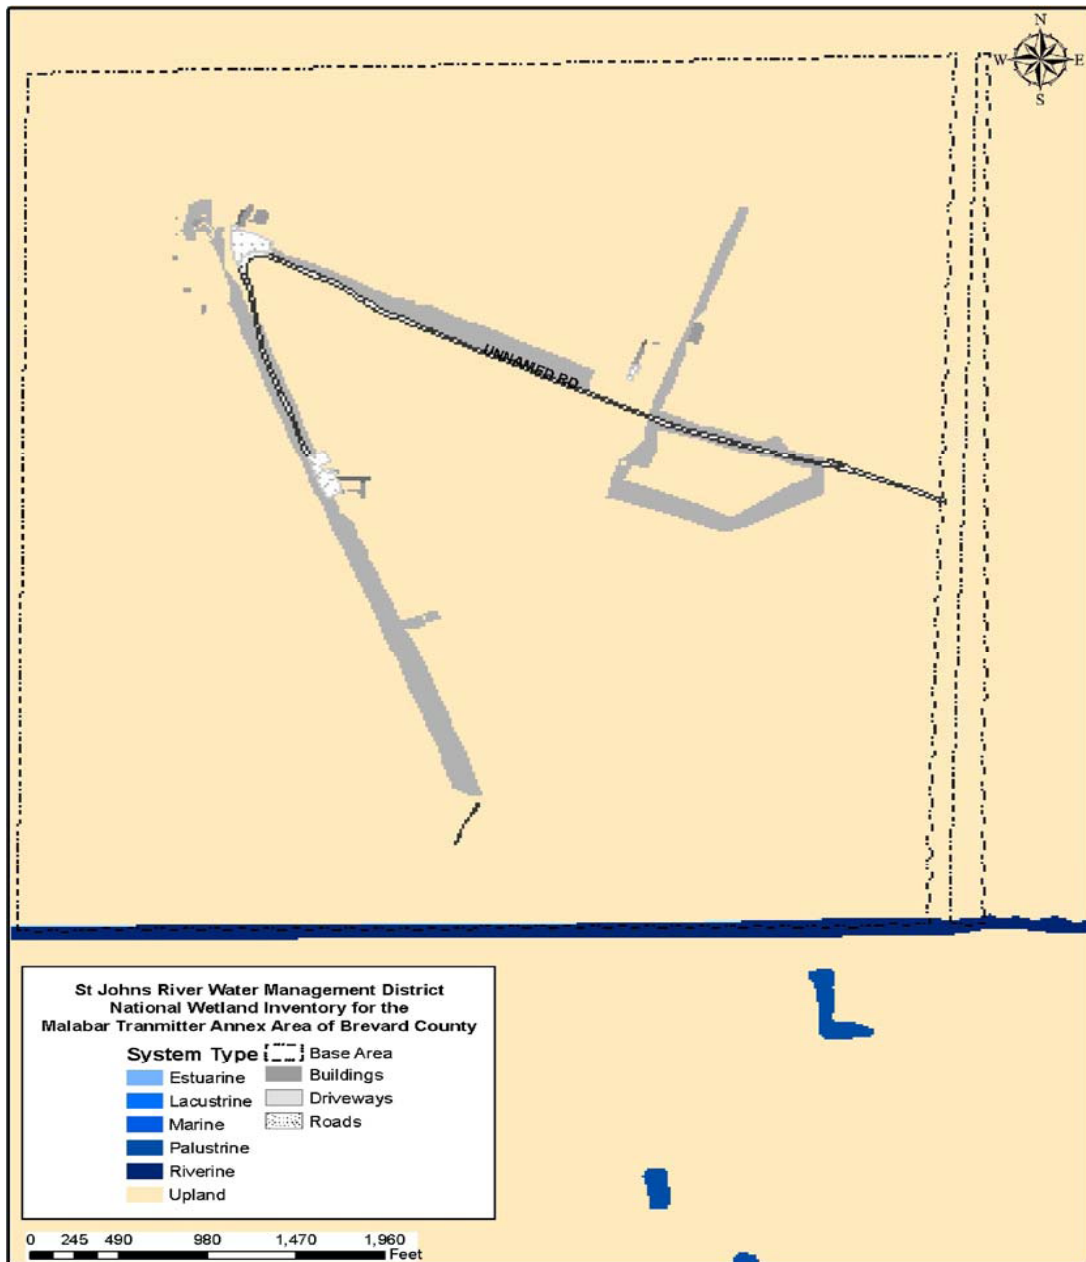 N
W E
S
UNNAMED RD
St Johns River Water Management District
National Wetland Inventory for the
Malabar Tranmitter Annex Area of Brevard County
System Type
Estuarine
Lacustrine
Marine
Palustrine
Riverine
Upland
Base Area
Buildings
Driveways
Roads
0 245 490 980 1,470 1,960
Feet